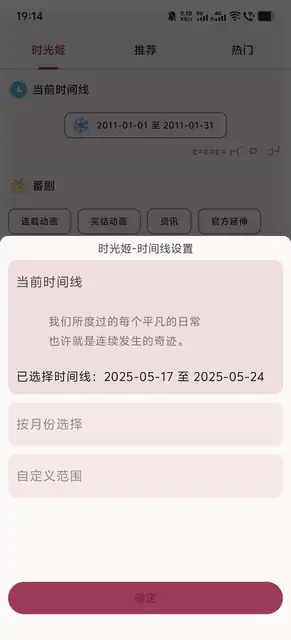 19:14
时光姬 推荐 热门
当前时间线
2011-01-01 至 2011-01-31
番剧
连载动画 完结动画 资讯 官方延伸
时光姬-时间线设置
当前时间线
我们所度过的每个平凡的日常
也许就是连续发生的奇迹。
已选择时间线：2025-05-17 至 2025-05-24
按月份选择
自定义范围
确定